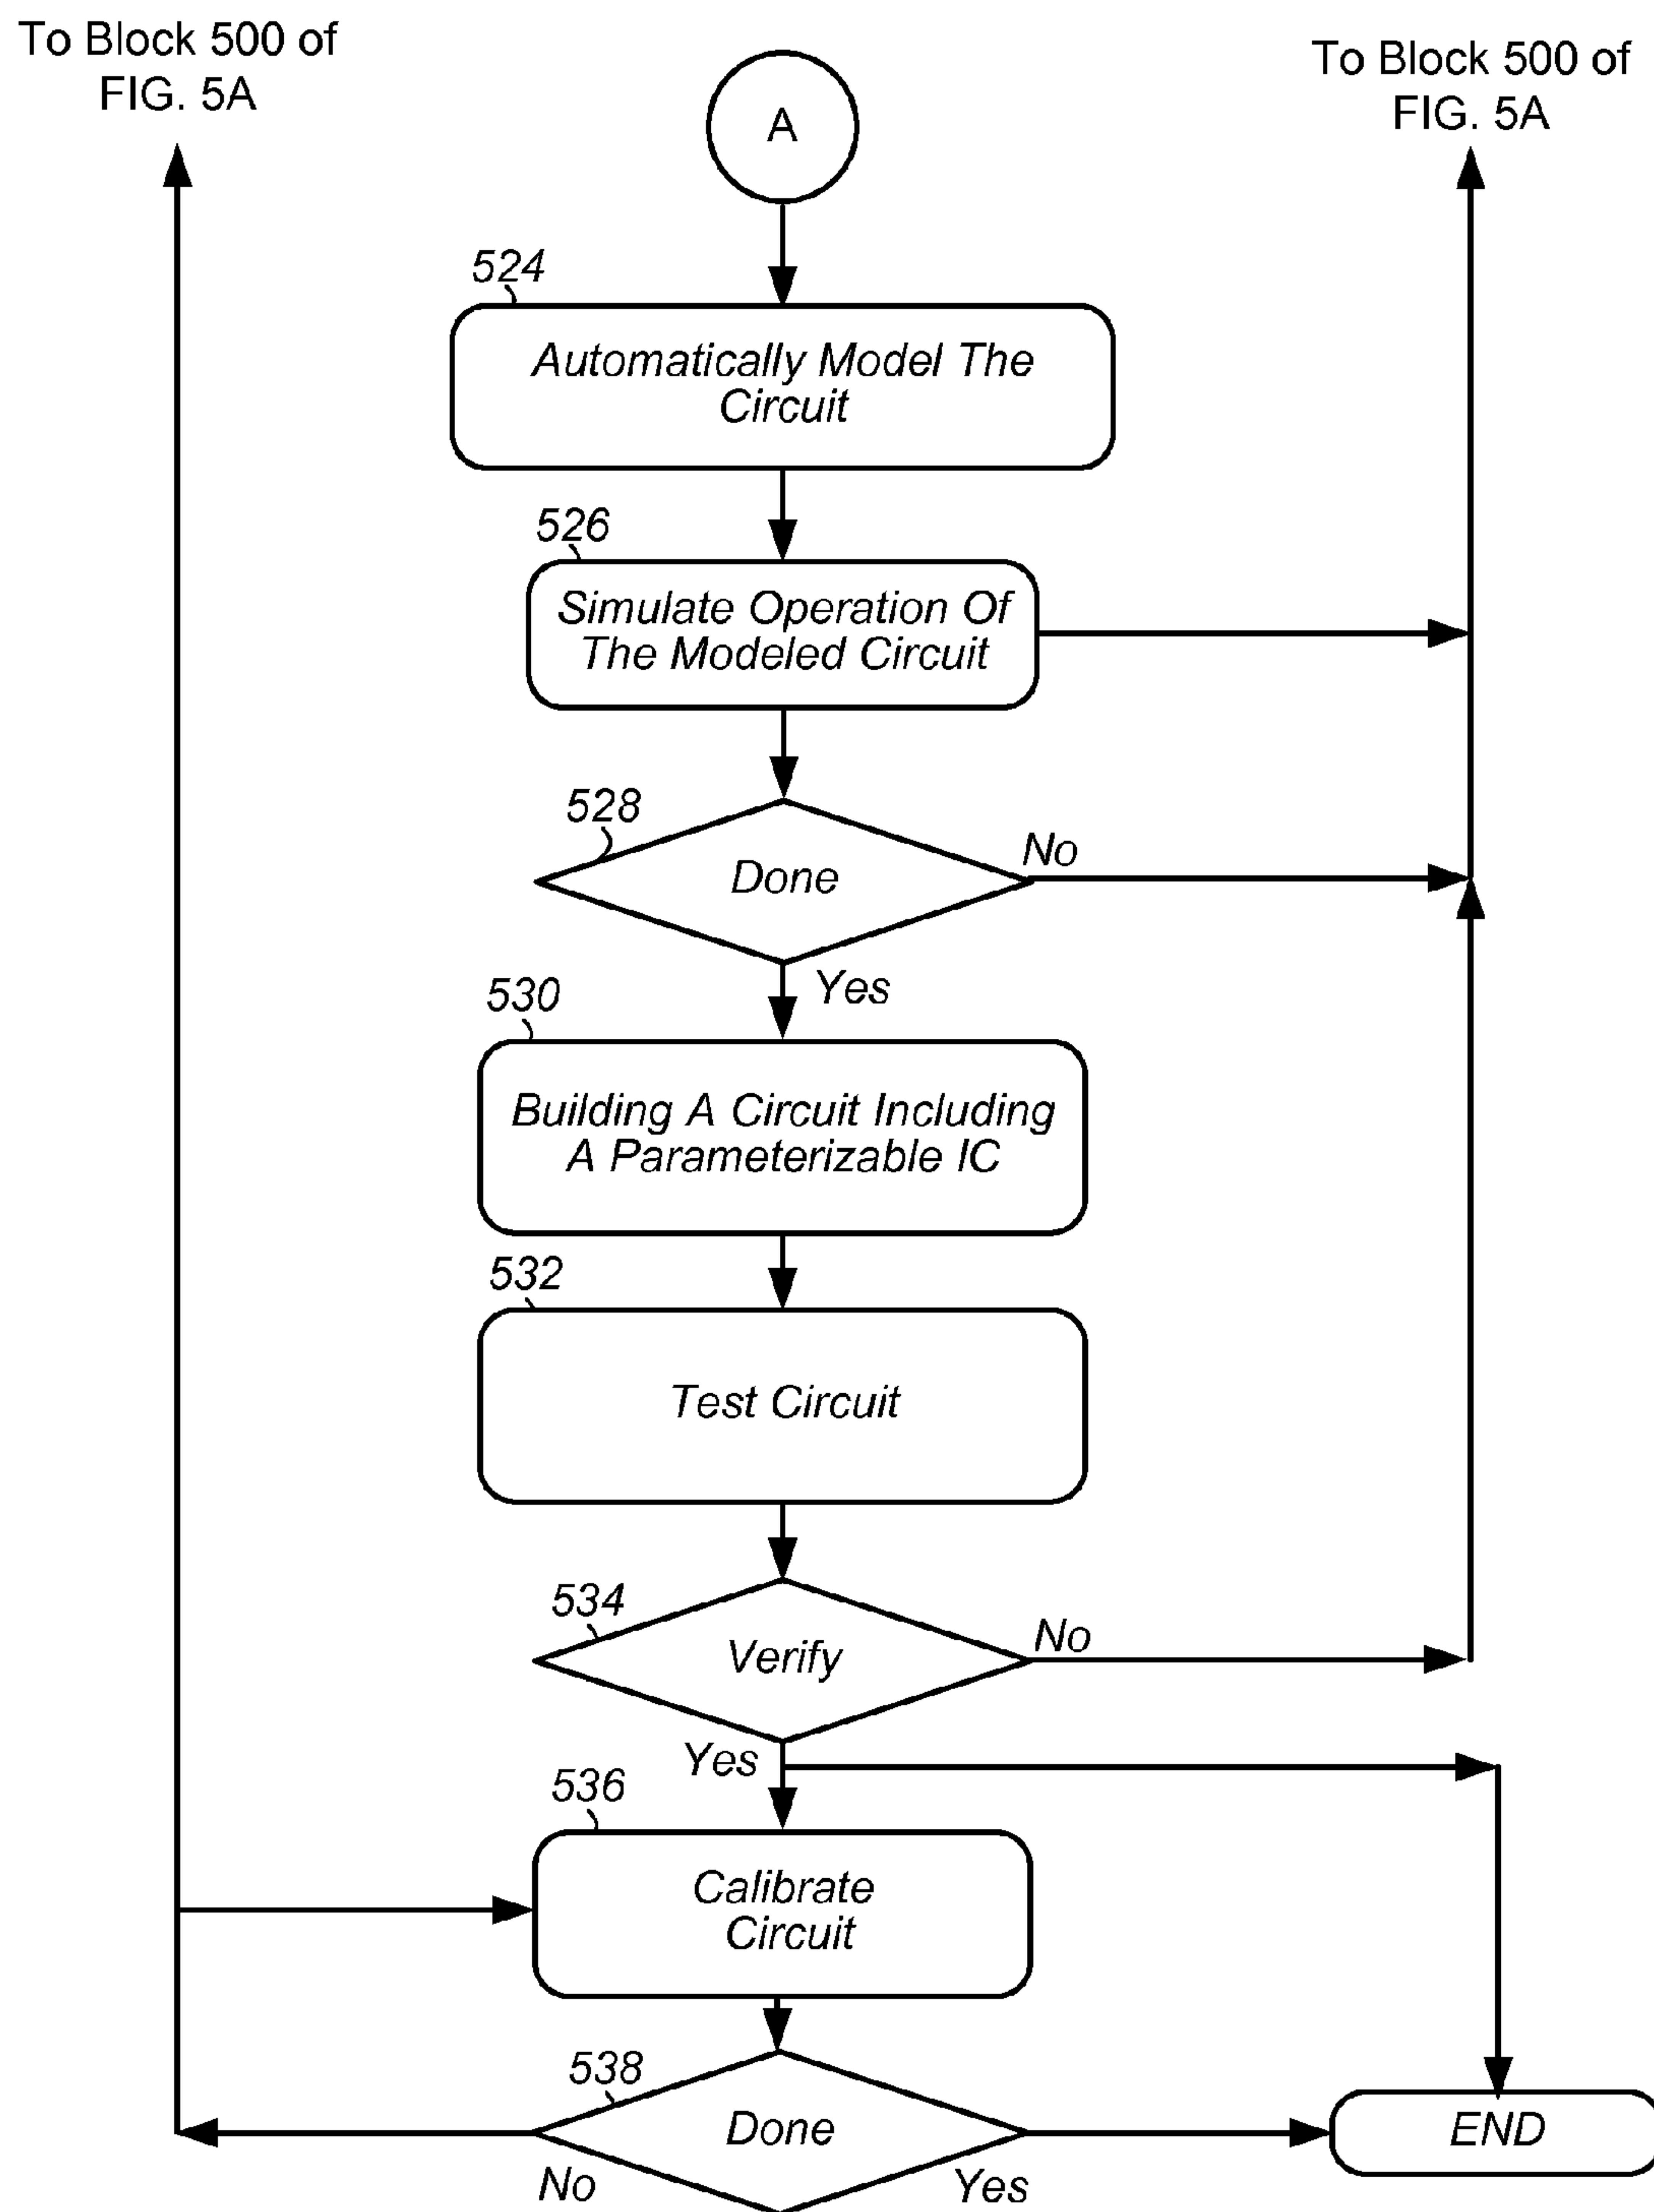 To Block 500 of
FIG. 5A
A
To Block 500 of
FIG. 5A
524
Automatically Model The
Circuit
526
Simulate Operation Of
The Modeled Circuit
528
Done
No
Yes
530
Building A Circuit Including
A Parameterizable IC
532
Test Circuit
534
Verify
No
Yes
536
Calibrate
Circuit
538
Done
No
Yes
END